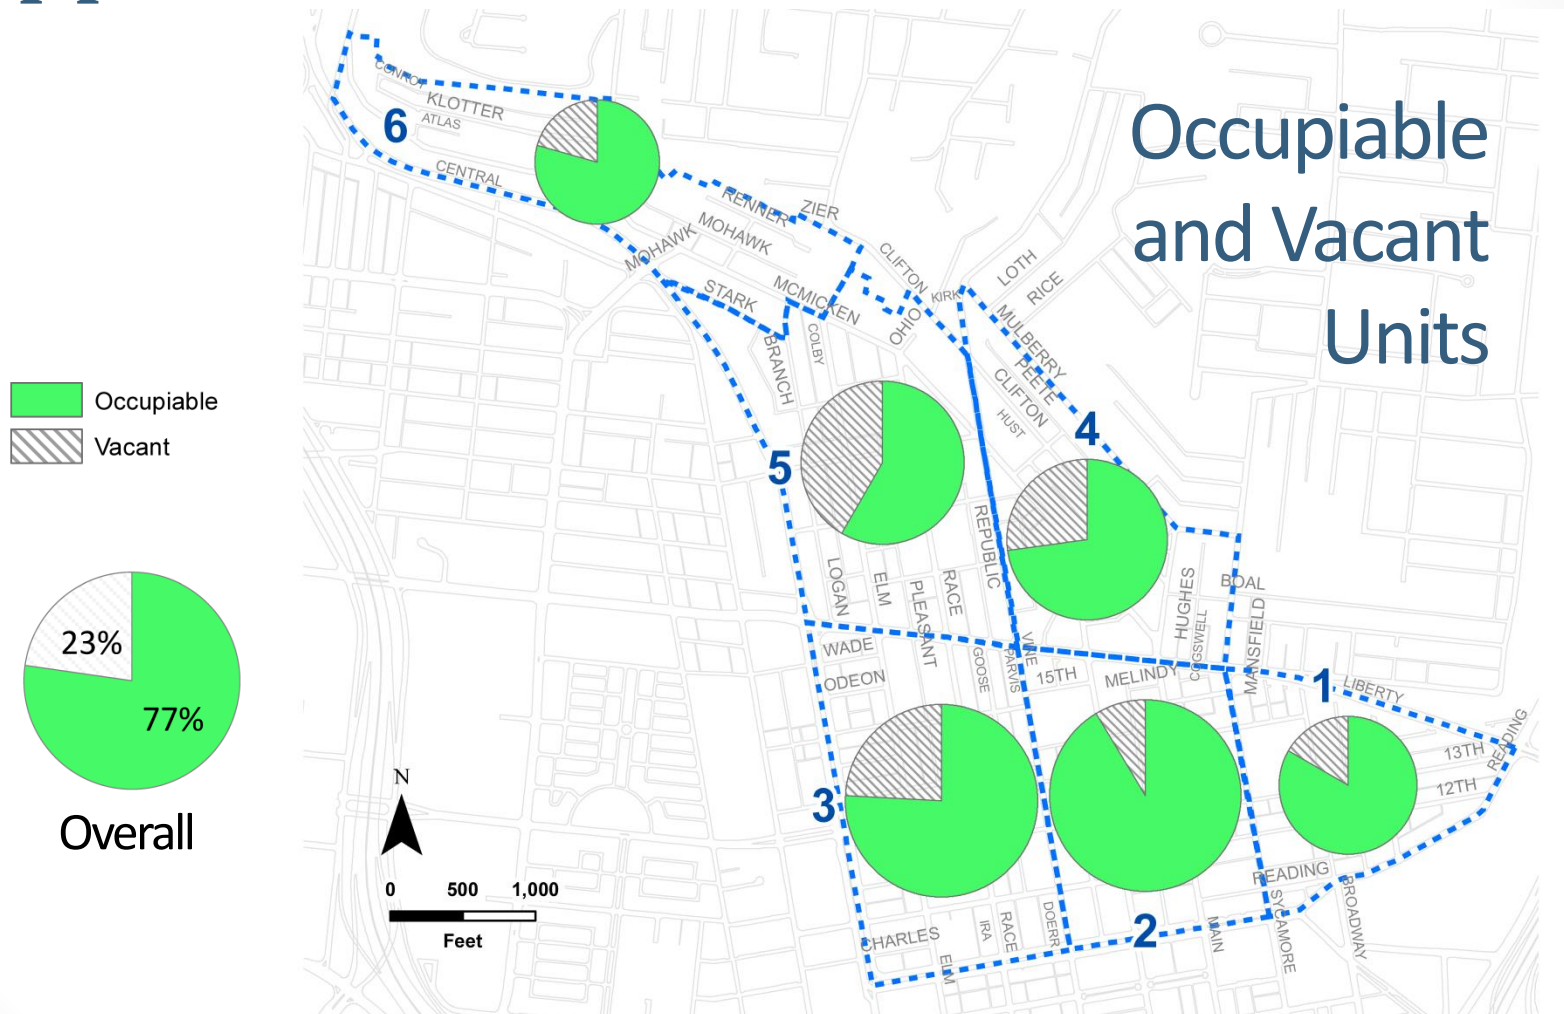 Occupiable
and Vacant
Units
Occupiable
Vacant
23%
77%
Overall
N
0 500 1,000
Feet
6
CONROY
KLOTTER
ATLAS
CENTRAL
RENNER
ZIER
MOHAWK
MOHAWK
STARK
MCMICKEN
CLIFTON
KIRK
LOTH
RICE
OHIO
MULBERRY
PEETE
CLIFTON
HUST
BRANCH
COLBY
4
5
REPUBLIC
LOGAN
ELM
PLEASANT
RACE
HUGHES
COGSWELL
BOAL
MANSFIELD
WADE
ODEON
GOOSE
PARVIS
VINE
15TH
MELINDY
1
LIBERTY
READING
13TH
12TH
3
READING
BROADWAY
SYCAMORE
MAIN
2
DOERR
RACE
IRA
CHARLES
ELM